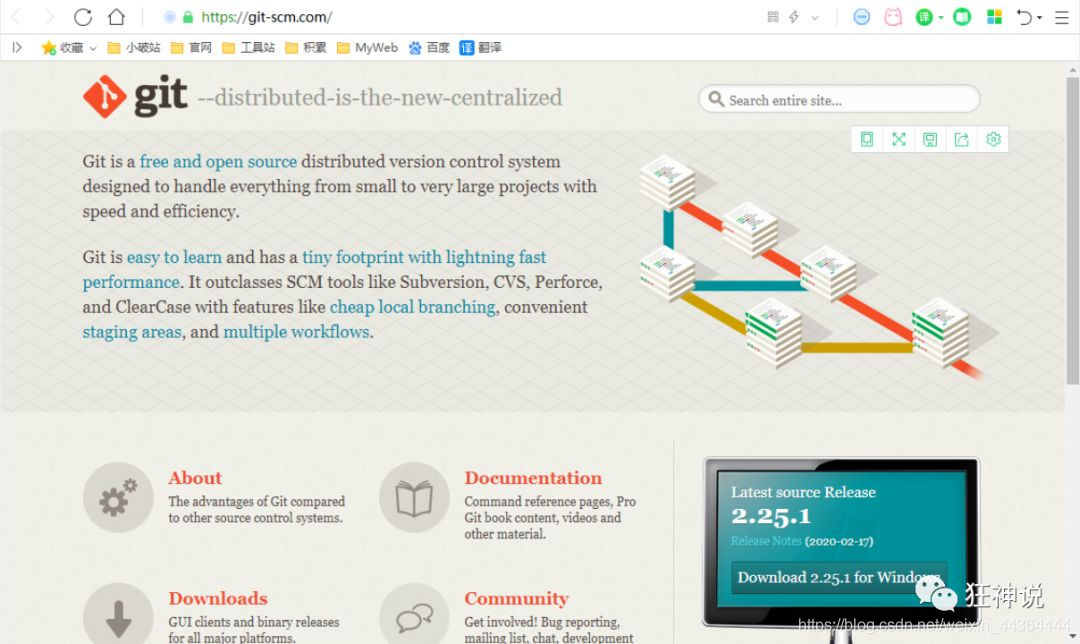 https://git-scm.com/
收藏 小破站 官网 工具站 积累 MyWeb 百度 译 翻译
译
git --distributed-is-the-new-centralized
Search entire site...
Git is a free and open source distributed version control system
designed to handle everything from small to very large projects with
speed and efficiency.
Git is easy to learn and has a tiny footprint with lightning fast
performance. It outclasses SCM tools like Subversion, CVS, Perforce,
and ClearCase with features like cheap local branching, convenient
staging areas, and multiple workflows.
About
The advantages of Git compared
to other source control systems.
Documentation
Command reference pages, Pro
Git book content, videos and
other material.
Downloads
GUI clients and binary releases
for all major platforms.
Community
Get involved! Bug reporting,
mailing list, chat, development
Latest source Release
2.25.1
Release Notes (2020-02-17)
Download 2.25.1 for Windows
狂神说
https://blog.csdn.net/weixin_44364444